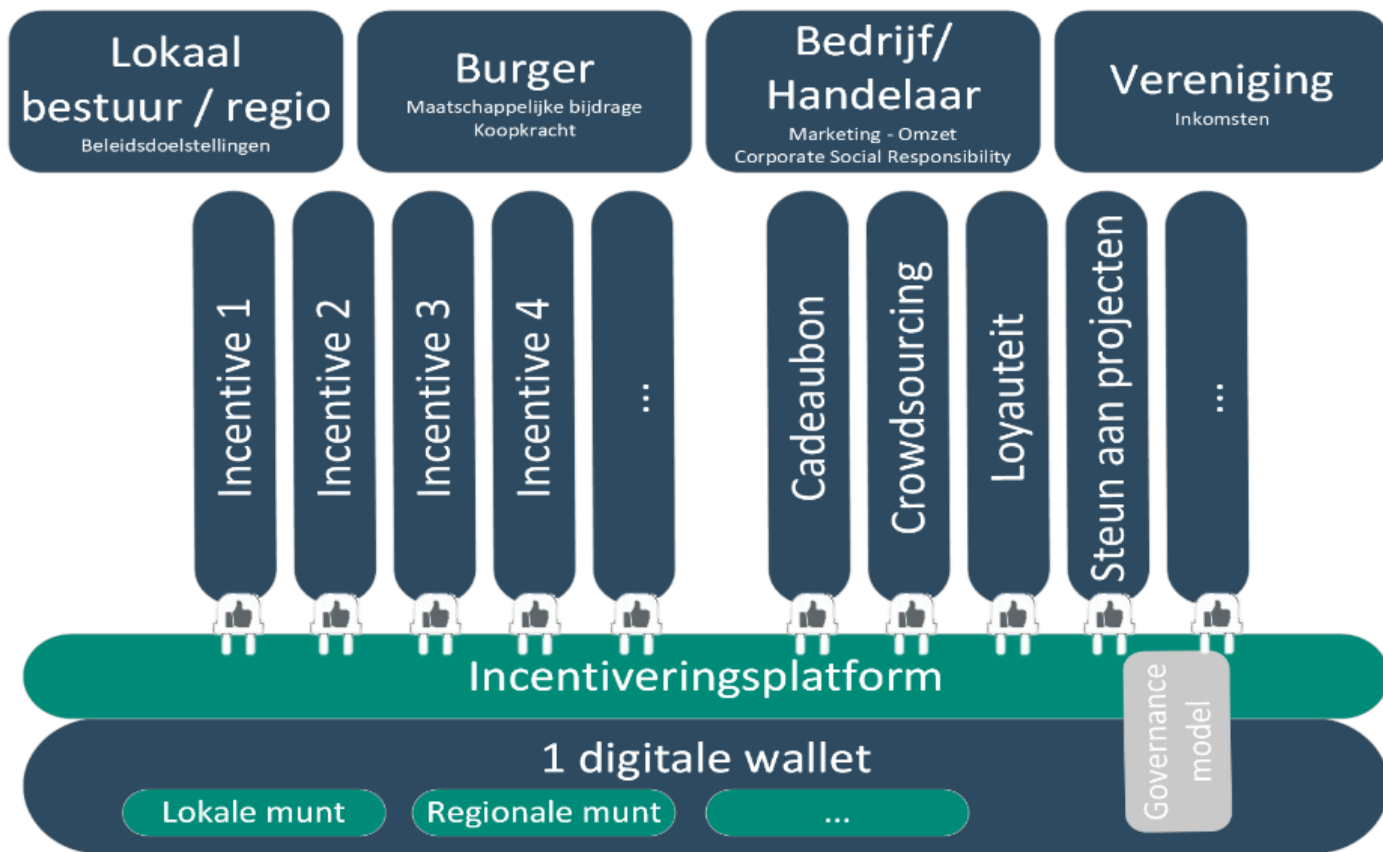 Lokaal
bestuur / regio
Beleidsdoelstellingen
Burger
Maatschappelijke bijdrage
Koopkracht
Bedrijf/
Handelaar
Marketing - Omzet
Corporate Social Responsibility
Vereniging
Inkomsten
Incentive 1
Incentive 2
Incentive 3
Incentive 4
...
Cadeaubon
Crowdsourcing
Loyauteit
Steun aan projecten
...
Incentiveringsplatform
Governance
model
1 digitale wallet
Lokale munt
Regionale munt
...